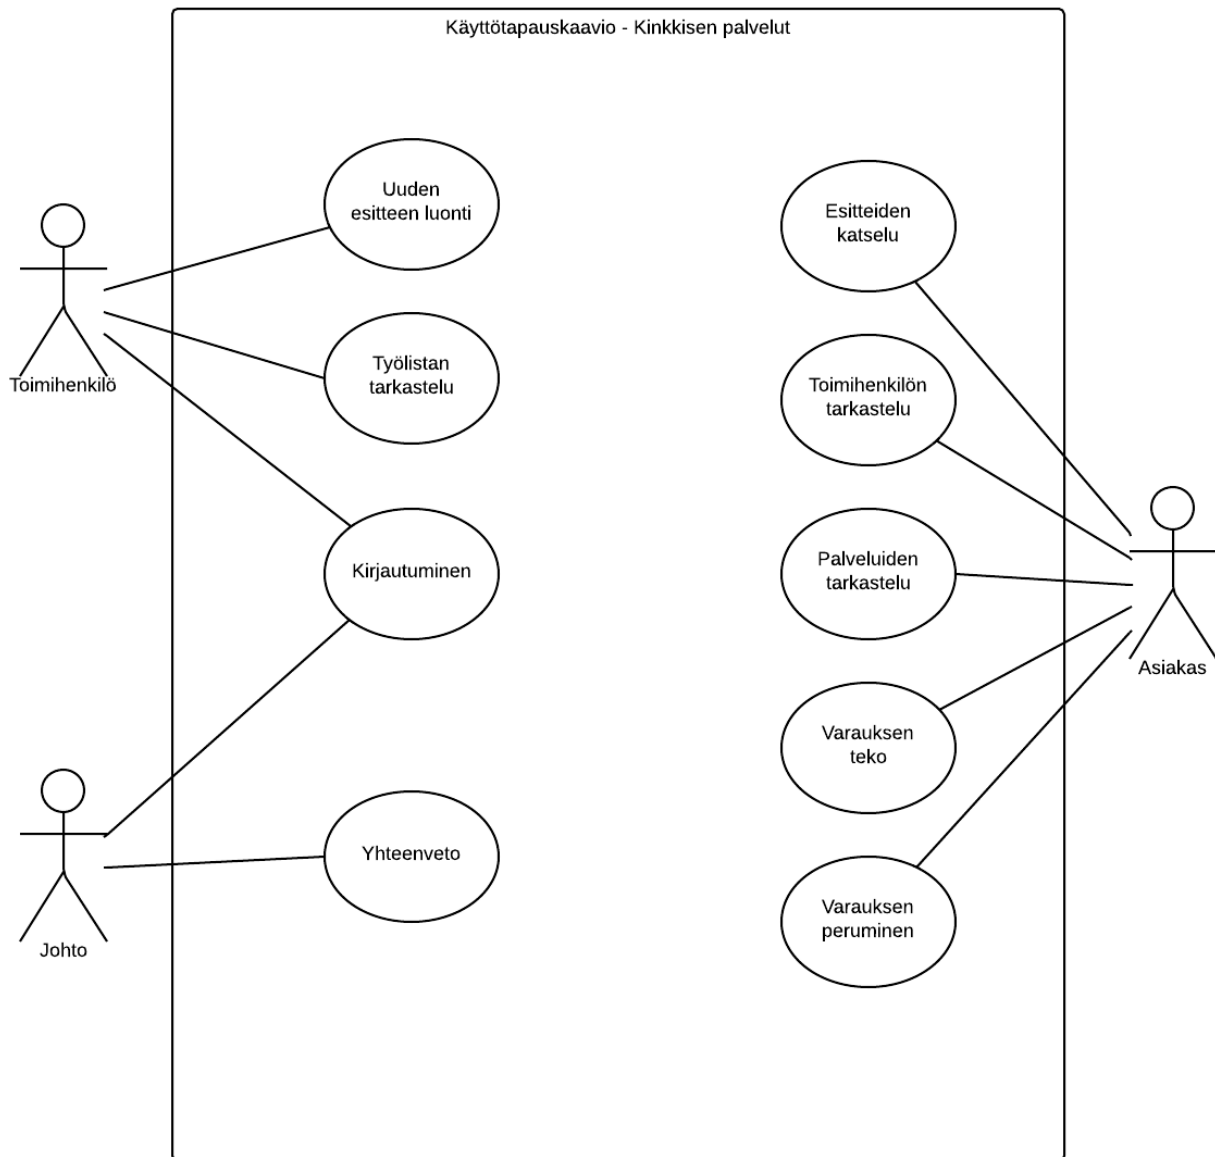 Käyttötapauskaavio - Kinkkisen palvelut
Uuden
esitteen luonti
Esitteiden
katselu
Toimihenkilö
Työlistan
tarkastelu
Toimihenkilön
tarkastelu
Kirjautuminen
Palveluiden
tarkastelu
Asiakas
Varauksen
teko
Yhteenveto
Johto
Varauksen
peruminen